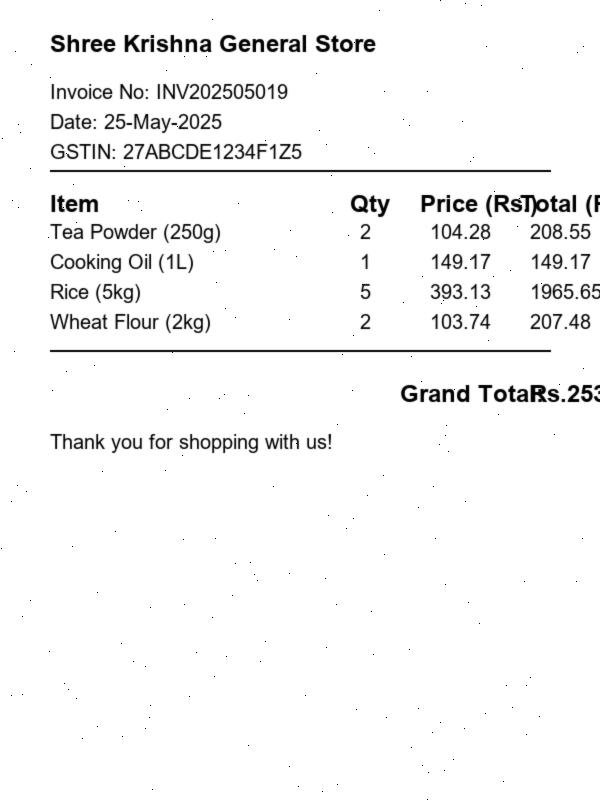 Shree Krishna General Store
Invoice No: INV202505019
Date: 25-May-2025
GSTIN: 27ABCDE1234F1Z5
Item Qty Price (Rs.) Total (R
Tea Powder (250g) 2 104.28 208.55
Cooking Oil (1L) 1 149.17 149.17
Rice (5kg) 5 393.13 1965.65
Wheat Flour (2kg) 2 103.74 207.48
Grand Total: Rs.253
Thank you for shopping with us!